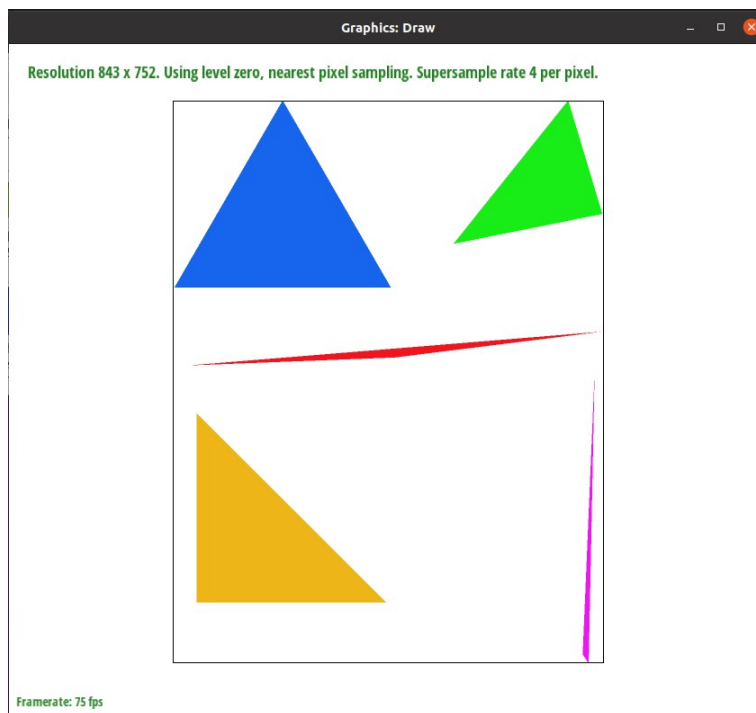 Graphics: Draw
Resolution 843 x 752. Using level zero, nearest pixel sampling. Supersample rate 4 per pixel.
Framerate: 75 fps